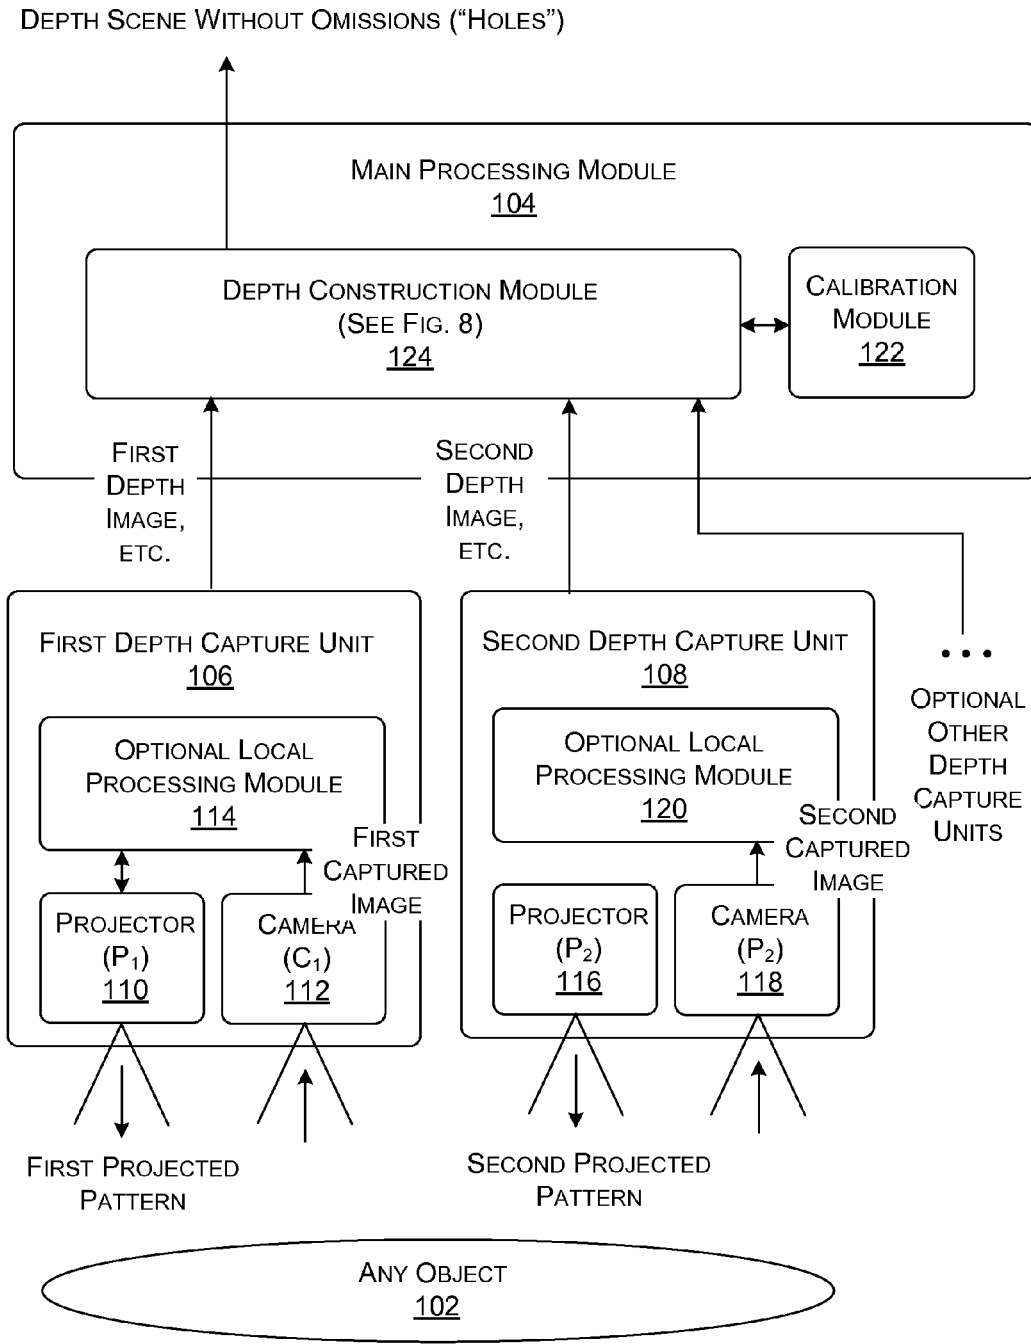 DEPTH SCENE WITHOUT OMISSIONS (“HOLES”)
MAIN PROCESSING MODULE
104
DEPTH CONSTRUCTION MODULE
(SEE FIG. 8)
124
CALIBRATION
MODULE
122
FIRST
DEPTH
IMAGE,
ETC.
SECOND
DEPTH
IMAGE,
ETC.
FIRST DEPTH CAPTURE UNIT
106
OPTIONAL LOCAL
PROCESSING MODULE
114
FIRST
CAPTURED
IMAGE
PROJECTOR
(P1)
110
CAMERA
(C1)
112
SECOND DEPTH CAPTURE UNIT
108
OPTIONAL LOCAL
PROCESSING MODULE
120
SECOND
CAPTURED
IMAGE
PROJECTOR
(P2)
116
CAMERA
(P2)
118
OPTIONAL
OTHER
DEPTH
CAPTURE
UNITS
FIRST PROJECTED
PATTERN
SECOND PROJECTED
PATTERN
ANY OBJECT
102